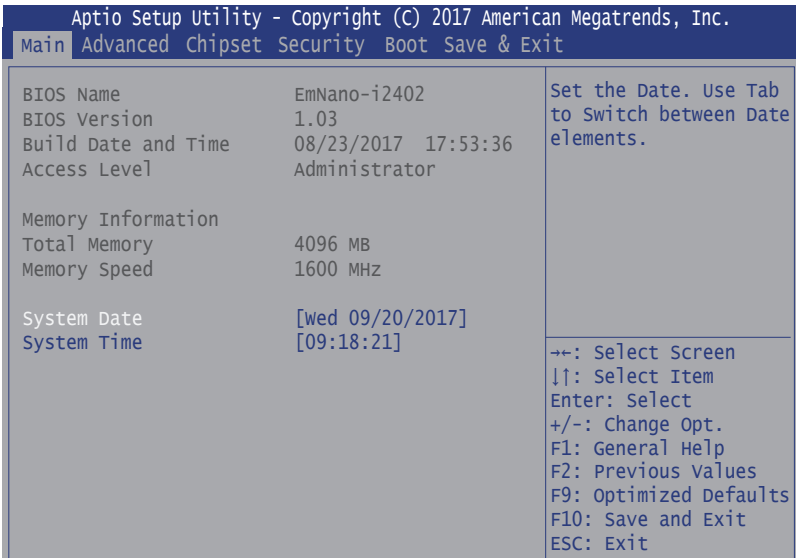 Aptio Setup Utility - Copyright (C) 2017 American Megatrends, Inc.
Main Advanced Chipset Security Boot Save & Exit
BIOS Name EmNano-i2402
BIOS Version 1.03
Build Date and Time 08/23/2017 17:53:36
Access Level Administrator
Memory Information
Total Memory 4096 MB
Memory Speed 1600 MHz
System Date [Wed 09/20/2017]
System Time [09:18:21]
Set the Date. Use Tab
to Switch between Date
elements.
→←: Select Screen
↓↑: Select Item
Enter: Select
+/-: Change Opt.
F1: General Help
F2: Previous Values
F9: Optimized Defaults
F10: Save and Exit
ESC: Exit